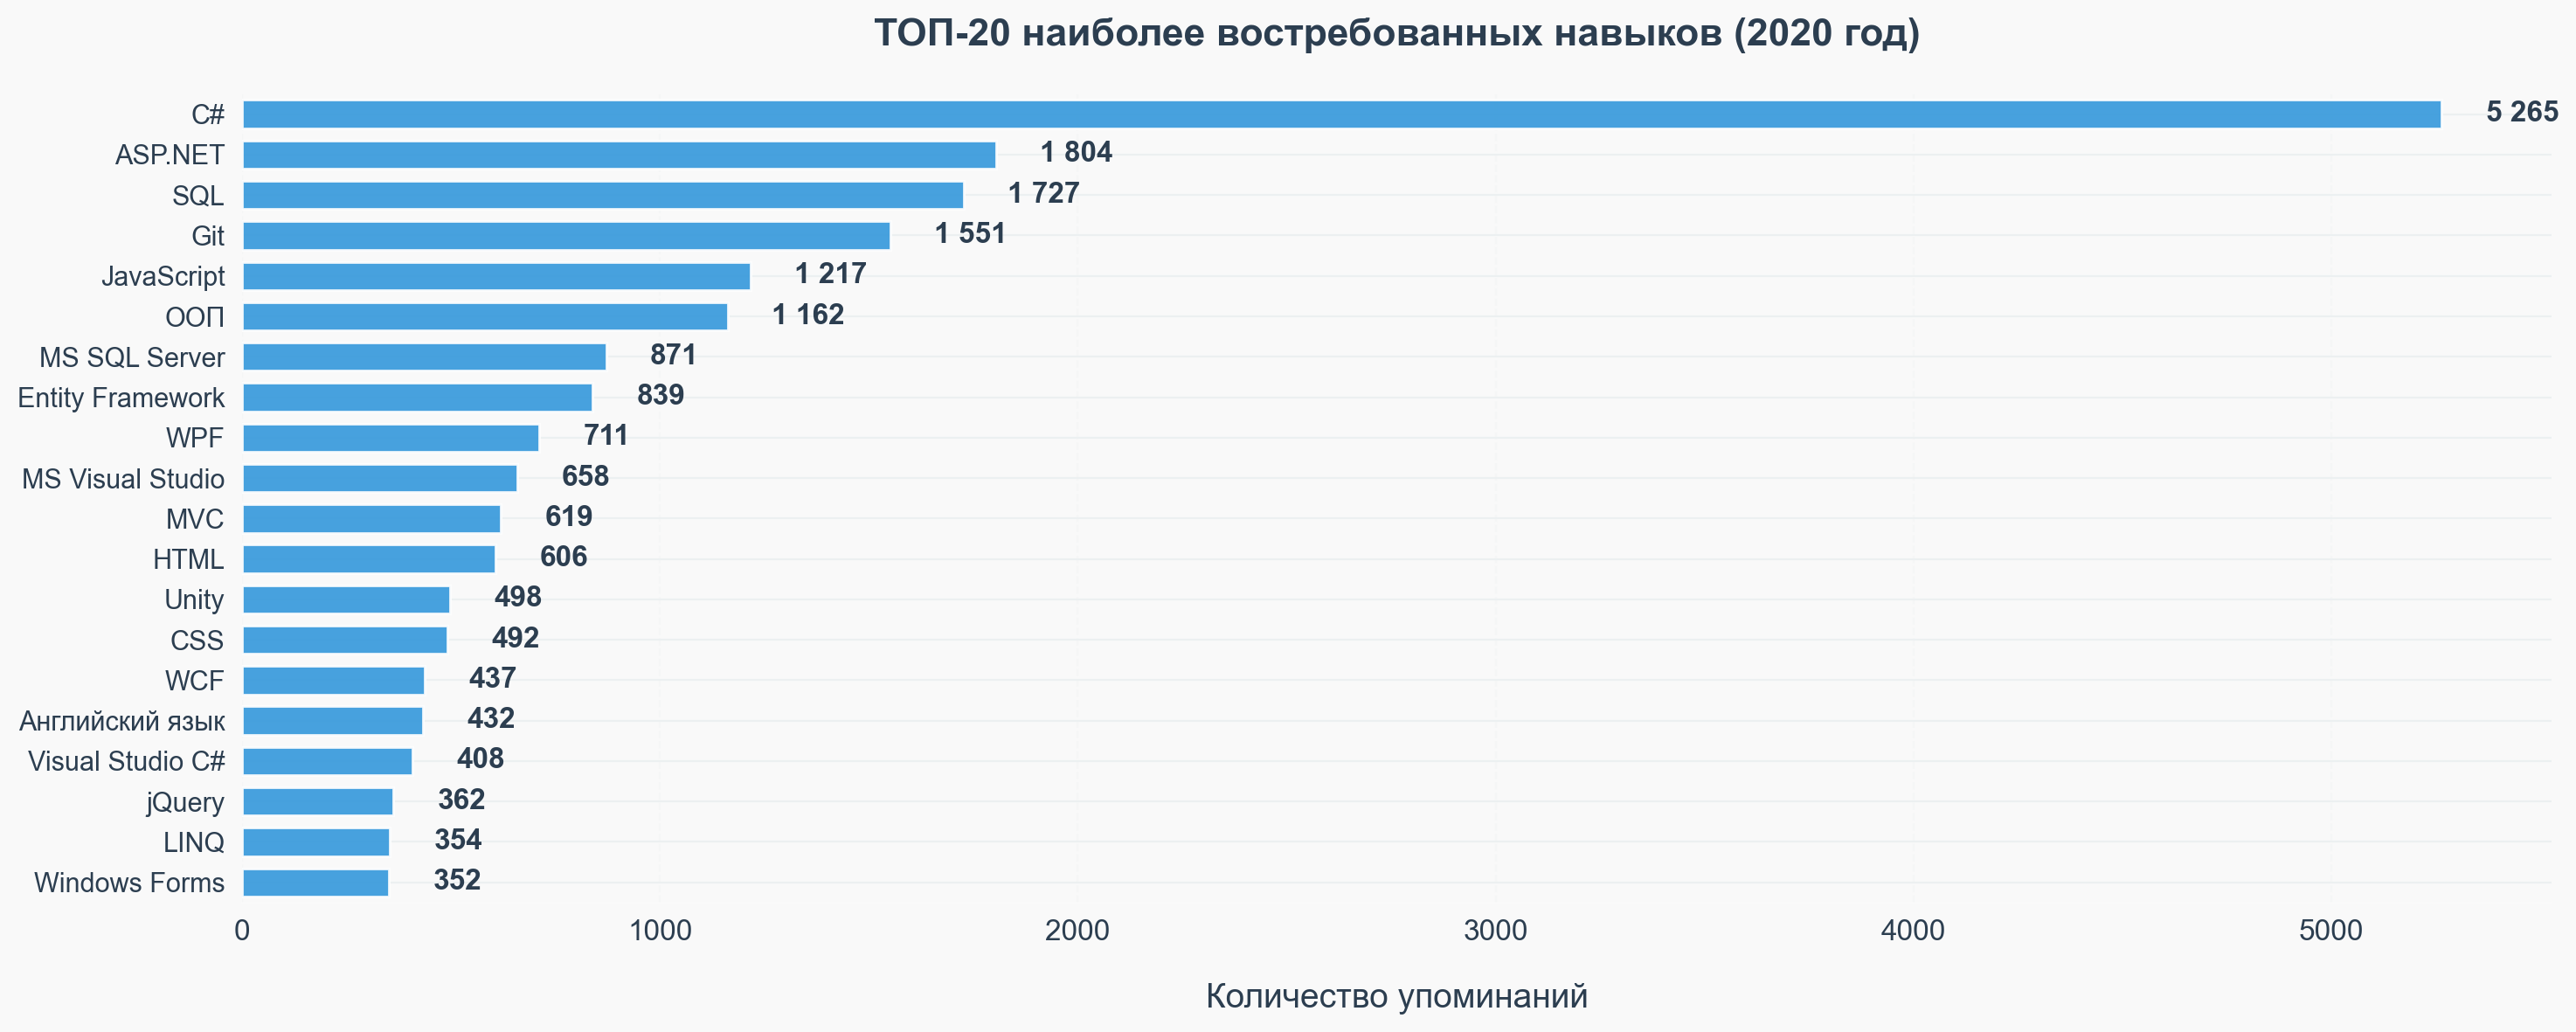 ТОП-20 наиболее востребованных навыков (2020 год)
C# 5 265
ASP.NET 1 804
SQL 1 727
Git 1 551
JavaScript 1 217
ООП 1 162
MS SQL Server 871
Entity Framework 839
WPF 711
MS Visual Studio 658
MVC 619
HTML 606
Unity 498
CSS 492
WCF 437
Английский язык 432
Visual Studio C# 408
jQuery 362
LINQ 354
Windows Forms 352
0 1000 2000 3000 4000 5000
Количество упоминаний